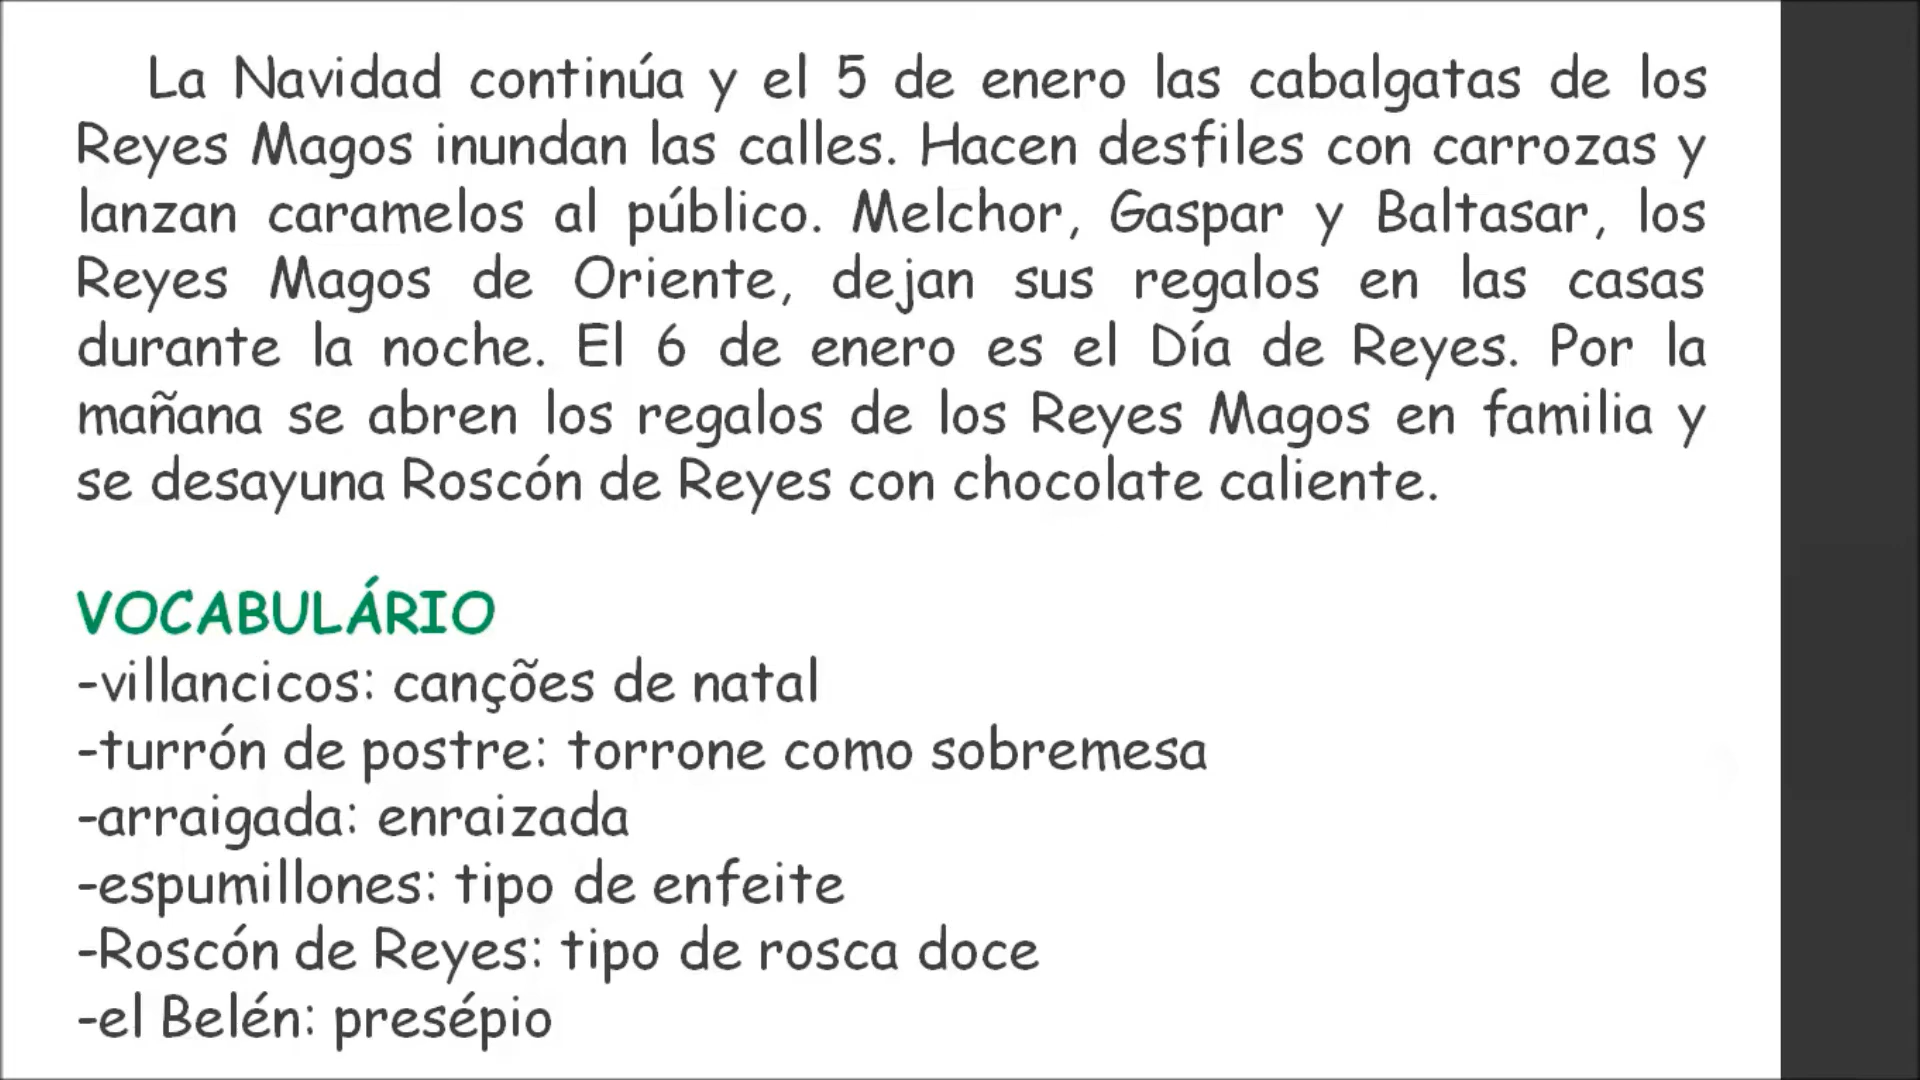 La Navidad continúa y el 5 de enero las cabalgatas de los
Reyes Magos inundan las calles. Hacen desfiles con carrozas y
lanzan caramelos al público. Melchor, Gaspar y Baltasar, los
Reyes Magos de Oriente, dejan sus regalos en las casas
durante la noche. El 6 de enero es el Día de Reyes. Por la
mañana se abren los regalos de los Reyes Magos en familia y
se desayuna Roscón de Reyes con chocolate caliente.
VOCABULÁRIO
-villancicos: canções de natal
-turrón de postre: torrone como sobremesa
-arraigada: enraizada
-espumillones: tipo de enfeite
-Roscón de Reyes: tipo de rosca doce
-el Belén: presépio